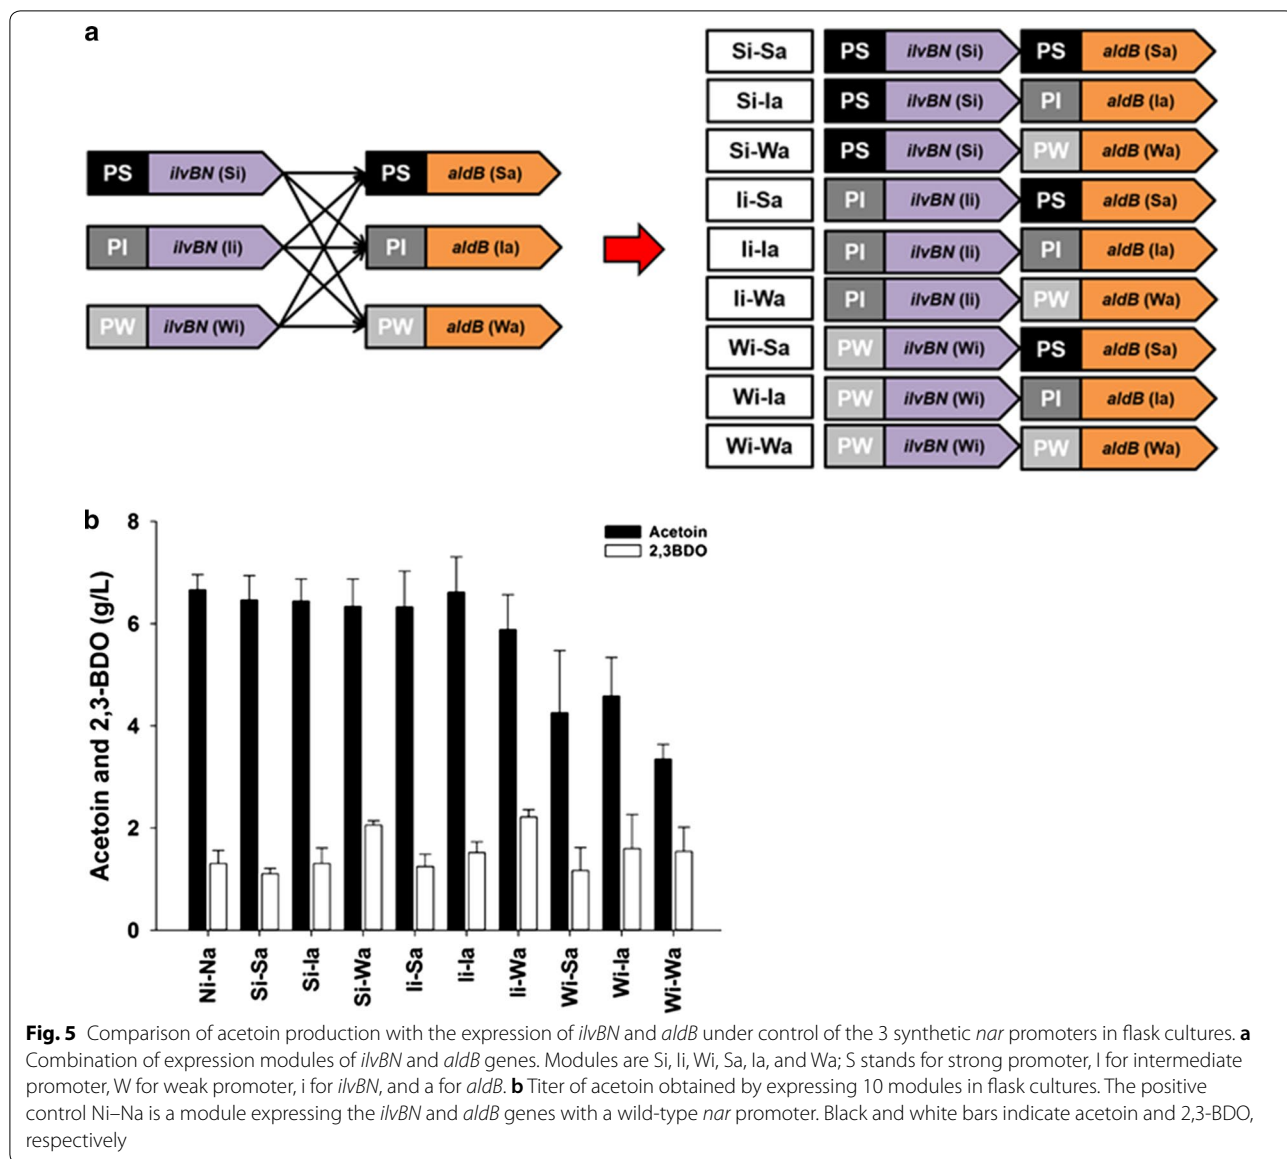 a
PS ilvBN (Si) PS aldB (Sa)
PI ilvBN (Ii) PI aldB (Ia)
PW ilvBN (Wi) PW aldB (Wa)
Si-Sa PS ilvBN (Si) PS aldB (Sa)
Si-Ia PS ilvBN (Si) PI aldB (Ia)
Si-Wa PS ilvBN (Si) PW aldB (Wa)
Ii-Sa PI ilvBN (Ii) PS aldB (Sa)
Ii-Ia PI ilvBN (Ii) PI aldB (Ia)
Ii-Wa PI ilvBN (Ii) PW aldB (Wa)
Wi-Sa PW ilvBN (Wi) PS aldB (Sa)
Wi-Ia PW ilvBN (Wi) PI aldB (Ia)
Wi-Wa PW ilvBN (Wi) PW aldB (Wa)
b
Acetoin and 2,3-BDO (g/L)
8
6
4
2
0
Acetoin
2,3BDO
Ni-Na Si-Sa Si-Ia Si-Wa Ii-Sa Ii-Ia Ii-Wa Wi-Sa Wi-Ia Wi-Wa
Fig. 5 Comparison of acetoin production with the expression of ilvBN and aldB under control of the 3 synthetic nar promoters in flask cultures. a
Combination of expression modules of ilvBN and aldB genes. Modules are Si, Ii, Wi, Sa, Ia, and Wa; S stands for strong promoter, I for intermediate
promoter, W for weak promoter, i for ilvBN, and a for aldB. b Titer of acetoin obtained by expressing 10 modules in flask cultures. The positive
control Ni–Na is a module expressing the ilvBN and aldB genes with a wild-type nar promoter. Black and white bars indicate acetoin and 2,3-BDO,
respectively